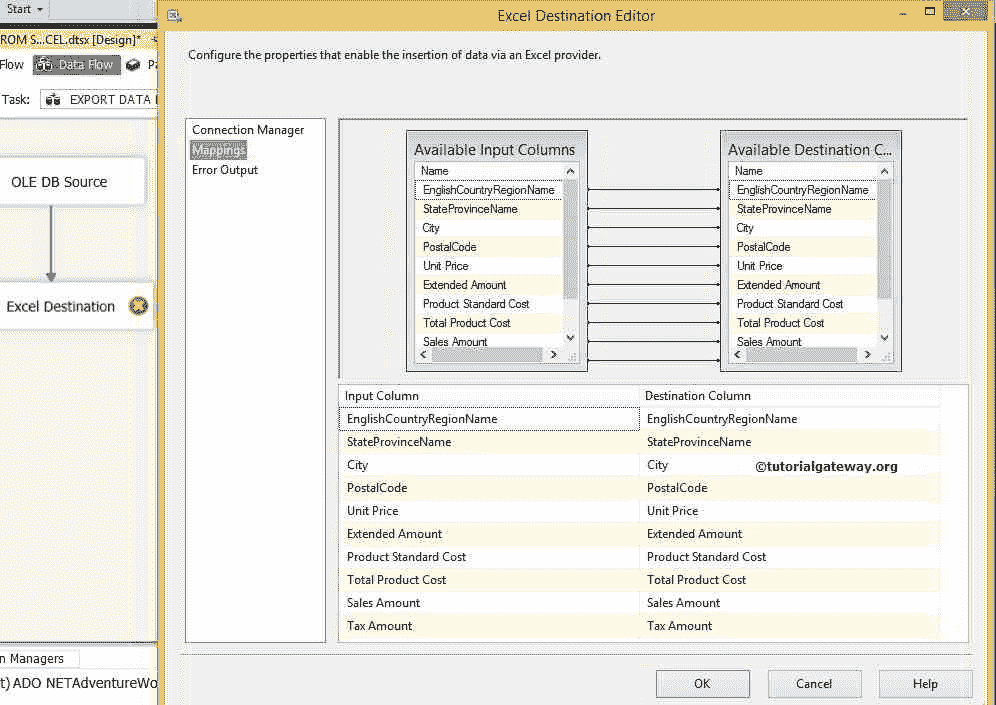 Start
Excel Destination Editor
ROM S...CEL.dtsx [Design]*
Flow
Data Flow
Task:
EXPORT DATA
OLE DB Source
Excel Destination
n Managers
t) ADO NETAdventureWo
Configure the properties that enable the insertion of data via an Excel provider.
Connection Manager
Mappings
Error Output
Available Input Columns
Name
EnglishCountryRegionName
StateProvinceName
City
PostalCode
Unit Price
Extended Amount
Product Standard Cost
Total Product Cost
Sales Amount
Available Destination C...
Name
EnglishCountryRegionName
StateProvinceName
City
PostalCode
Unit Price
Extended Amount
Product Standard Cost
Total Product Cost
Sales Amount
Input Column Destination Column
EnglishCountryRegionName EnglishCountryRegionName
StateProvinceName StateProvinceName
City City
©tutorialgateway.org
PostalCode PostalCode
Unit Price Unit Price
Extended Amount Extended Amount
Product Standard Cost Product Standard Cost
Total Product Cost Total Product Cost
Sales Amount Sales Amount
Tax Amount Tax Amount
OK Cancel Help